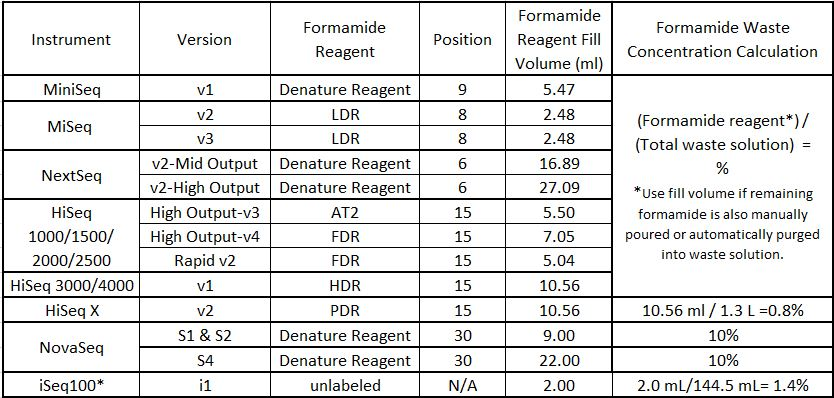 Instrument Version Formamide Reagent Position Formamide Reagent Fill Volume (ml) Formamide Waste Concentration Calculation
MiniSeq v1 Denature Reagent 9 5.47
MiSeq v2 LDR 8 2.48
v3 LDR 8 2.48
NextSeq v2-Mid Output Denature Reagent 6 16.89
v2-High Output Denature Reagent 6 27.09
HiSeq 1000/1500/ 2000/2500 High Output-v3 AT2 15 5.50
High Output-v4 FDR 15 7.05
Rapid v2 FDR 15 5.04
HiSeq 3000/4000 v1 HDR 15 10.56
(Formamide reagent*) /
(Total waste solution) =
%
*Use fill volume if remaining
formamide is also manually
poured or automatically purged
into waste solution.
HiSeq X v2 PDR 15 10.56 10.56 ml / 1.3 L =0.8%
NovaSeq S1 & S2 Denature Reagent 30 9.00 10%
S4 Denature Reagent 30 22.00 10%
iSeq100* i1 unlabeled N/A 2.00 2.0 mL/144.5 mL= 1.4%